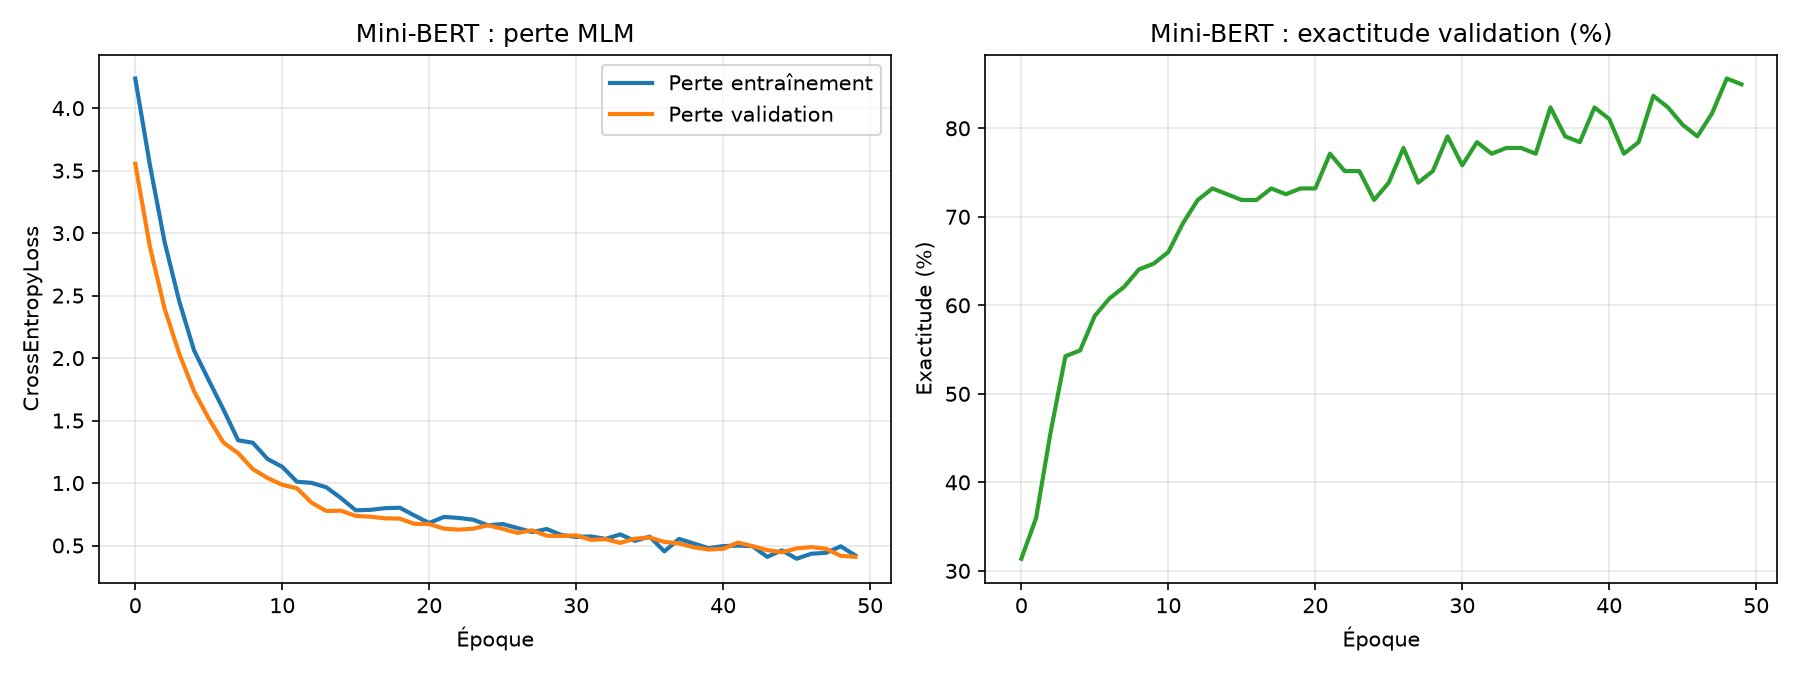 Mini-BERT : perte MLM
CrossEntropyLoss
4.0
3.5
3.0
2.5
2.0
1.5
1.0
0.5
Perte entraînement
Perte validation
0 10 20 30 40 50
Époque
Mini-BERT : exactitude validation (%)
Exactitude (%)
80
70
60
50
40
30
0 10 20 30 40 50
Époque